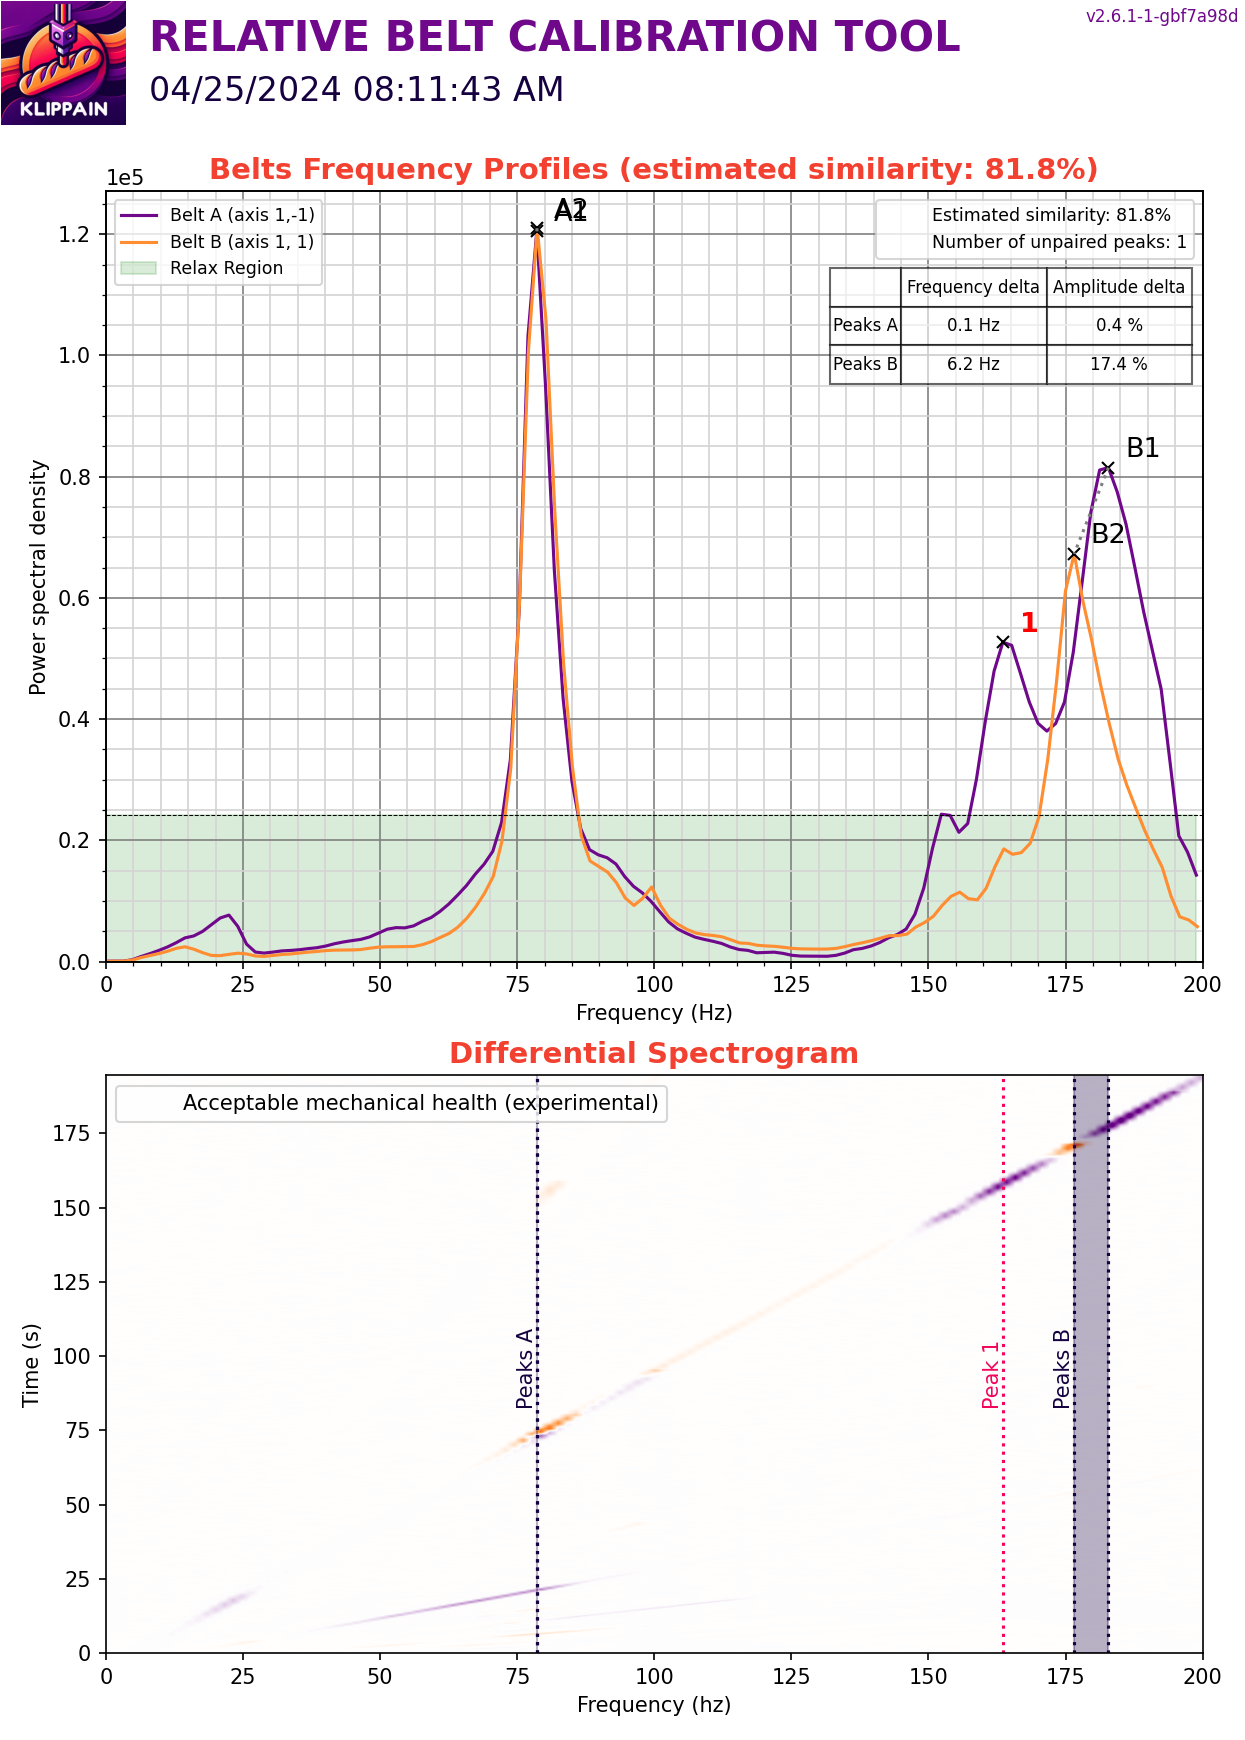 v2.6.1-1-gbf7a98d
RELATIVE BELT CALIBRATION TOOL
04/25/2024 08:11:43 AM
KLIPPAIN
Belts Frequency Profiles (estimated similarity: 81.8%)
1e5
Belt A (axis 1,-1)
Belt B (axis 1, 1)
Relax Region
A1
A2
Estimated similarity: 81.8%
Number of unpaired peaks: 1
Frequency delta Amplitude delta
Peaks A 0.1 Hz 0.4 %
Peaks B 6.2 Hz 17.4 %
B1
B2
1
Power spectral density
1.2
1.0
0.8
0.6
0.4
0.2
0.0
0 25 50 75 100 125 150 175 200
Frequency (Hz)
Differential Spectrogram
Acceptable mechanical health (experimental)
Peaks A
Peak 1
Peaks B
Time (s)
175
150
125
100
75
50
25
0
0 25 50 75 100 125 150 175 200
Frequency (hz)